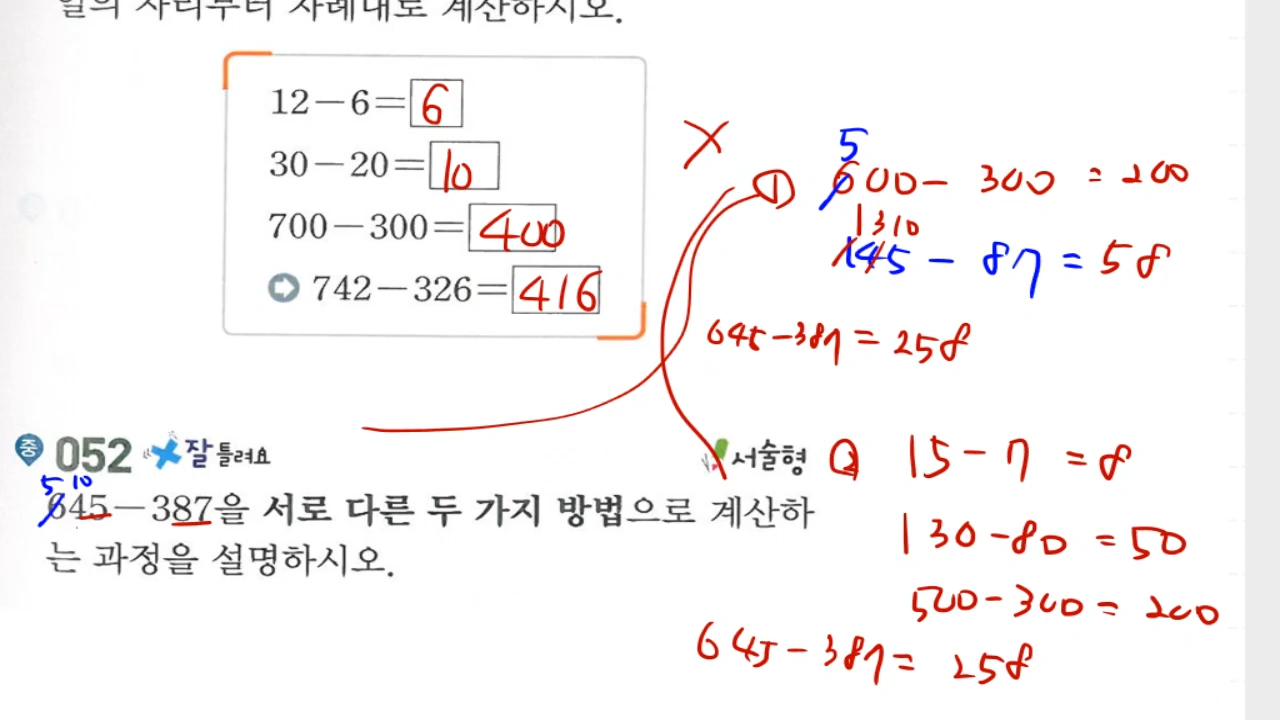 일의 자리부터 차례대로 계산하시오.
12−6=6
30−20=10
700−300=400
742−326=416
중 052 잘 틀려요
서술형
5 10
645−387을 서로 다른 두 가지 방법으로 계산하
는 과정을 설명하시오.
X
5
① 600− 300 = 200
13 10
145 − 87 = 58
645−387 = 258
② 15−7 = 8
130−80 = 50
500−300 = 200
645−387 = 258